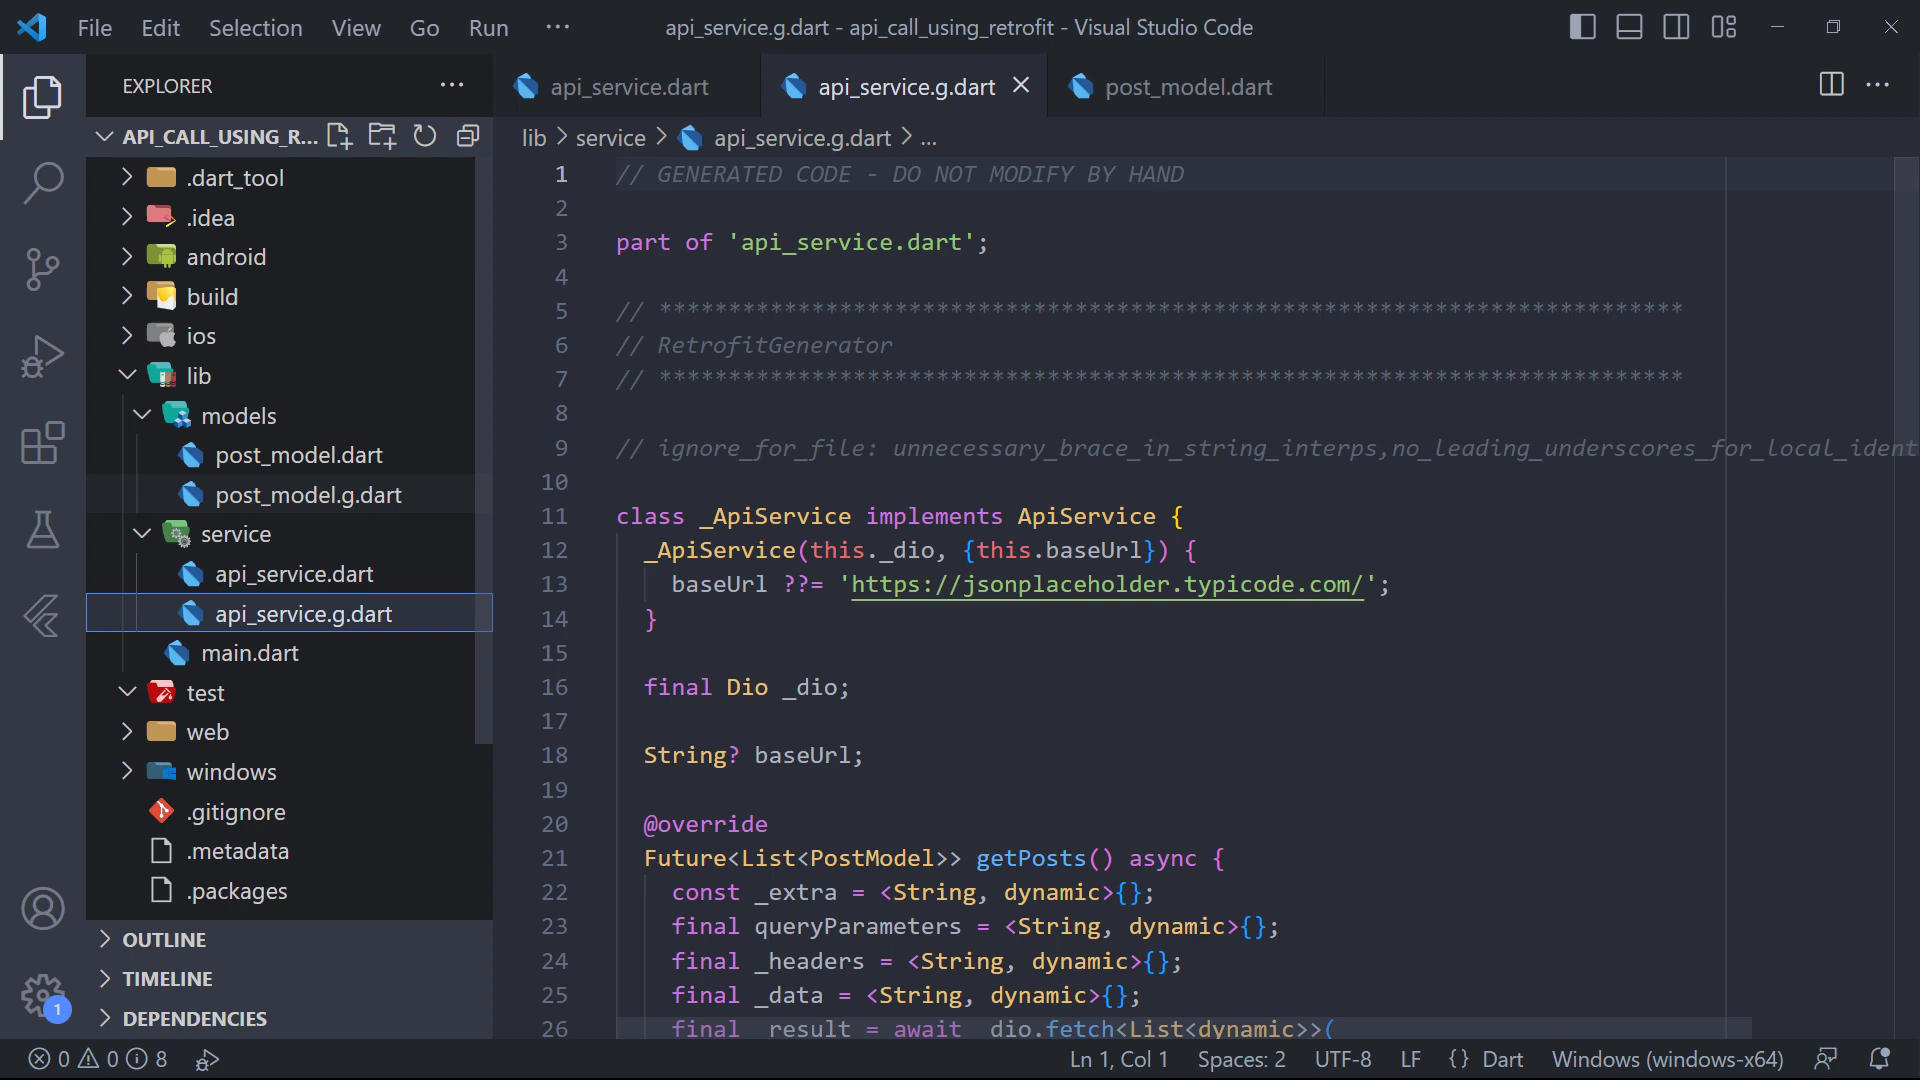 File Edit Selection View Go Run ···
api_service.g.dart - api_call_using_retrofit - Visual Studio Code
EXPLORER
API_CALL_USING_R...
.dart_tool
.idea
android
build
ios
lib
models
post_model.dart
post_model.g.dart
service
api_service.dart
api_service.g.dart
main.dart
test
web
windows
.gitignore
.metadata
.packages
OUTLINE
TIMELINE
DEPENDENCIES
1
api_service.dart api_service.g.dart post_model.dart
lib > service > api_service.g.dart > ...
1 // GENERATED CODE - DO NOT MODIFY BY HAND
2
3 part of 'api_service.dart';
4
5 // **************************************************************************
6 // RetrofitGenerator
7 // **************************************************************************
8
9 // ignore_for_file: unnecessary_brace_in_string_interps,no_leading_underscores_for_local_ident
10
11 class _ApiService implements ApiService {
12 _ApiService(this._dio, {this.baseUrl}) {
13 baseUrl ??= 'https://jsonplaceholder.typicode.com/';
14 }
15
16 final Dio _dio;
17
18 String? baseUrl;
19
20 @override
21 Future<List<PostModel>> getPosts() async {
22 const _extra = <String, dynamic>{};
23 final queryParameters = <String, dynamic>{};
24 final _headers = <String, dynamic>{};
25 final _data = <String, dynamic>{};
26 final _result = await _dio.fetch<List<dynamic>>(
0 0 8
Ln 1, Col 1 Spaces: 2 UTF-8 LF {} Dart Windows (windows-x64)